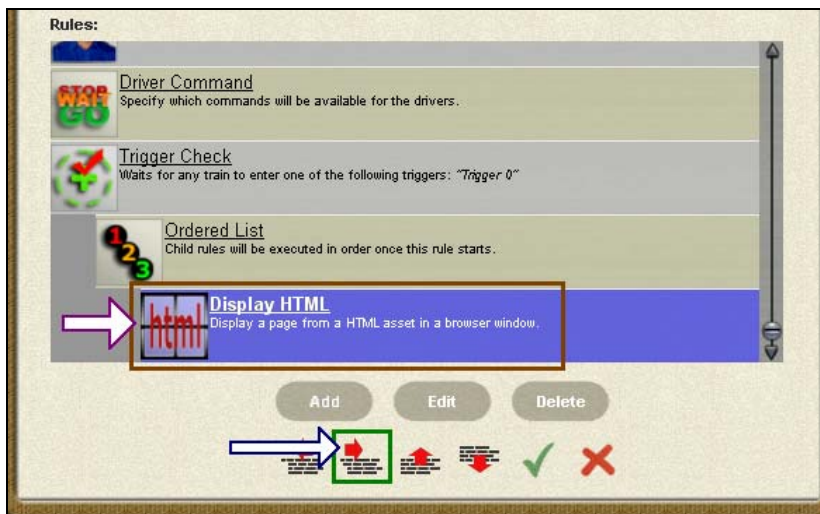 Rules:
STOP
WAIT
GO
Driver Command
Specify which commands will be available for the drivers.
Trigger Check
Waits for any train to enter one of the following triggers: "Trigger 0"
1
2
3
Ordered List
Child rules will be executed in order once this rule starts.
html
Display HTML
Display a page from a HTML asset in a browser window.
Add
Edit
Delete